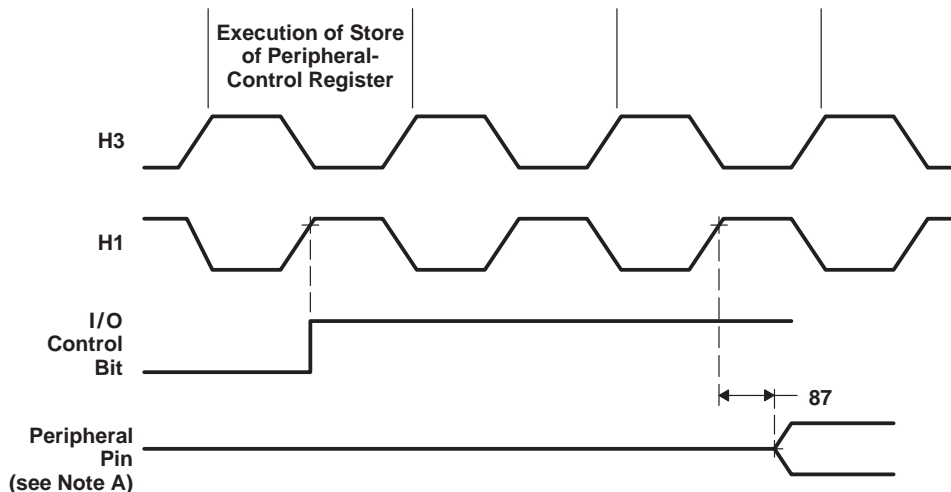 Execution of Store
of Peripheral-
Control Register
H3
H1
I/O
Control
Bit
87
Peripheral
Pin
(see Note A)